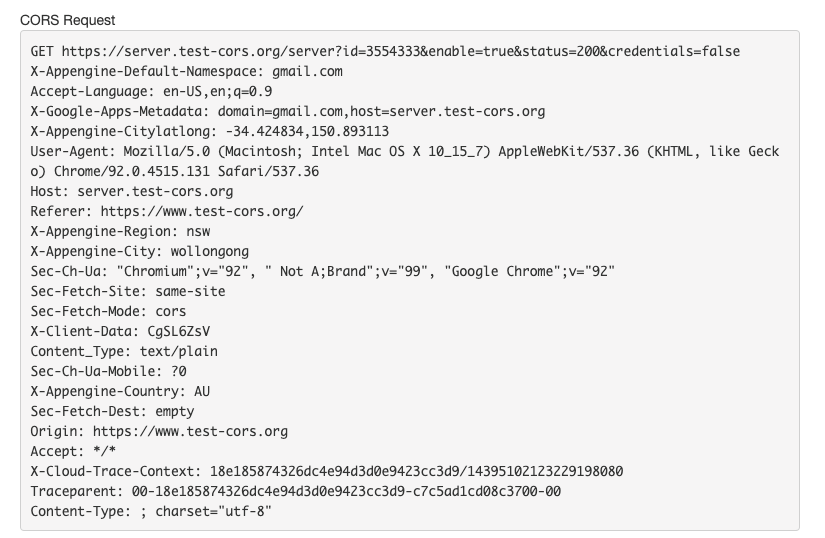 CORS Request
GET https://server.test-cors.org/server?id=3554333&enable=true&status=200&credentials=false
X-Appengine-Default-Namespace: gmail.com
Accept-Language: en-US,en;q=0.9
X-Google-Apps-Metadata: domain=gmail.com,host=server.test-cors.org
X-Appengine-Citylatlong: -34.424834,150.893113
User-Agent: Mozilla/5.0 (Macintosh; Intel Mac OS X 10_15_7) AppleWebKit/537.36 (KHTML, like Geck
o) Chrome/92.0.4515.131 Safari/537.36
Host: server.test-cors.org
Referer: https://www.test-cors.org/
X-Appengine-Region: nsw
X-Appengine-City: wollongong
Sec-Ch-Ua: "Chromium";v="92", " Not A;Brand";v="99", "Google Chrome";v="92"
Sec-Fetch-Site: same-site
Sec-Fetch-Mode: cors
X-Client-Data: CgSL6ZsV
Content_Type: text/plain
Sec-Ch-Ua-Mobile: ?0
X-Appengine-Country: AU
Sec-Fetch-Dest: empty
Origin: https://www.test-cors.org
Accept: */*
X-Cloud-Trace-Context: 18e185874326dc4e94d3d0e9423cc3d9/14395102123229198080
Traceparent: 00-18e185874326dc4e94d3d0e9423cc3d9-c7c5ad1cd08c3700-00
Content-Type: ; charset="utf-8"